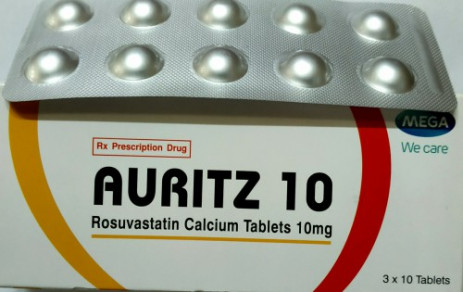 MEGA
We care
Rx Prescription Drug
AURITZ 10
Rosuvastatin Calcium Tablets 10mg
3 x 10 Tablets